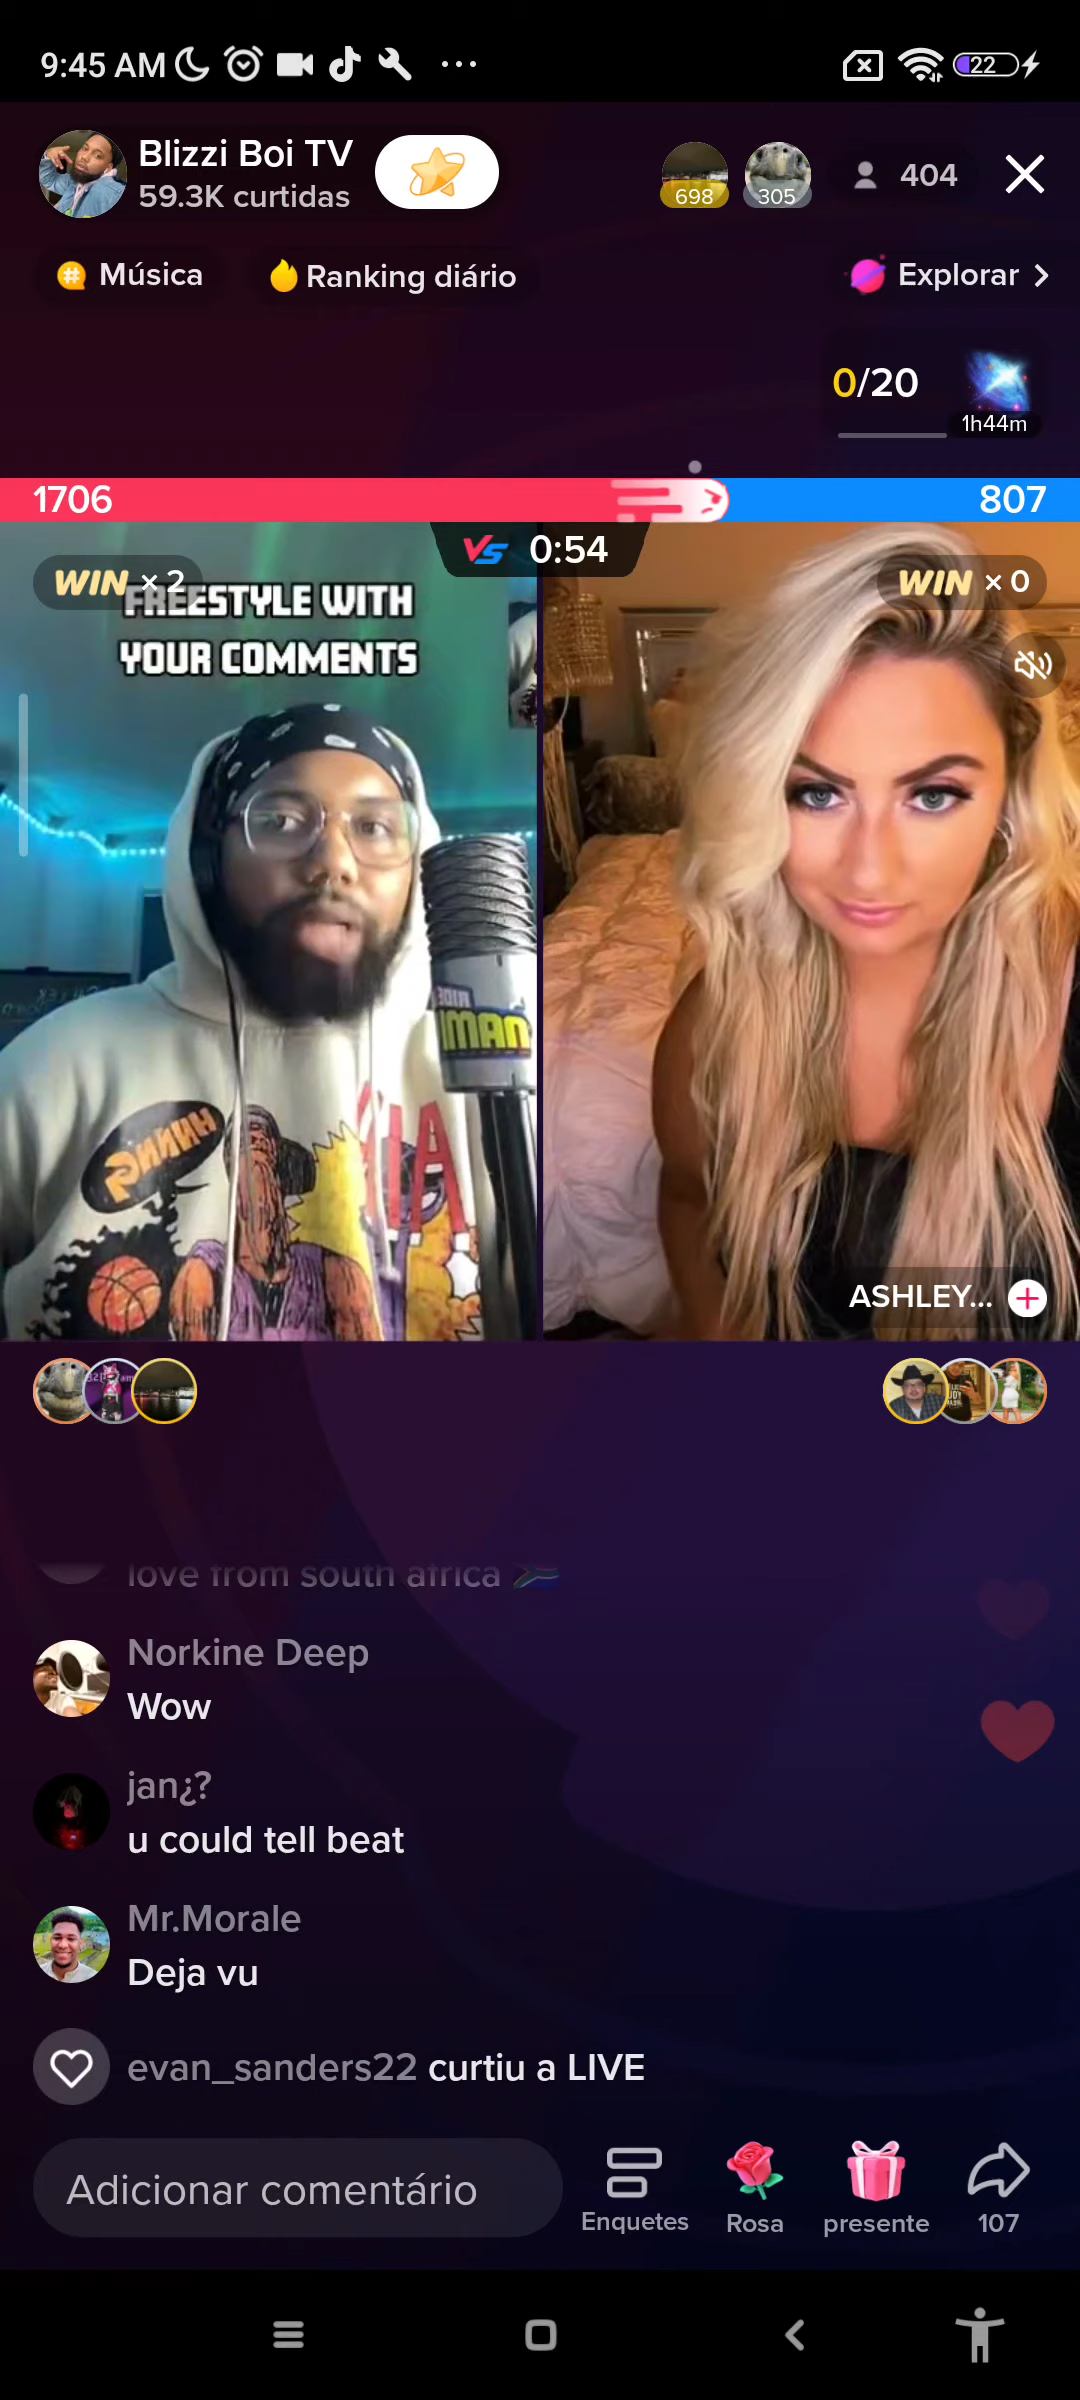 9:45 AM
22
Blizzi Boi TV
59.3K curtidas
698
305
404
Música
Ranking diário
Explorar
0/20
1h44m
1706
807
VS 0:54
WIN × 2
WIN × 0
FREESTYLE WITH
YOUR COMMENTS
ASHLEY...
love from south africa
Norkine Deep
Wow
jan¿?
u could tell beat
Mr.Morale
Deja vu
evan_sanders22 curtiu a LIVE
Adicionar comentário
Enquetes
Rosa
presente
107